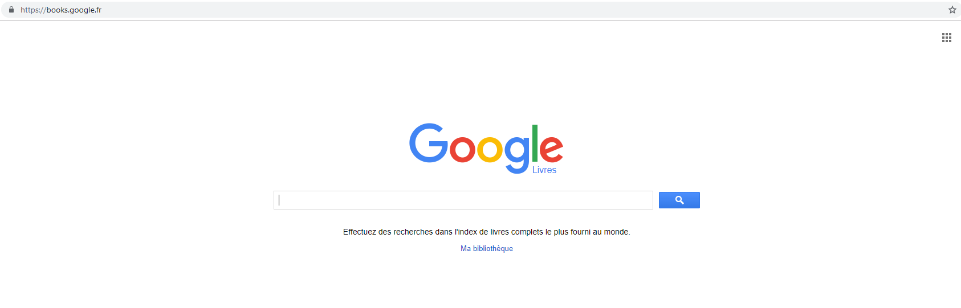 https://books.google.fr
Google
Livres
Effectuez des recherches dans l'index de livres complets le plus fourni au monde.
Ma bibliothèque